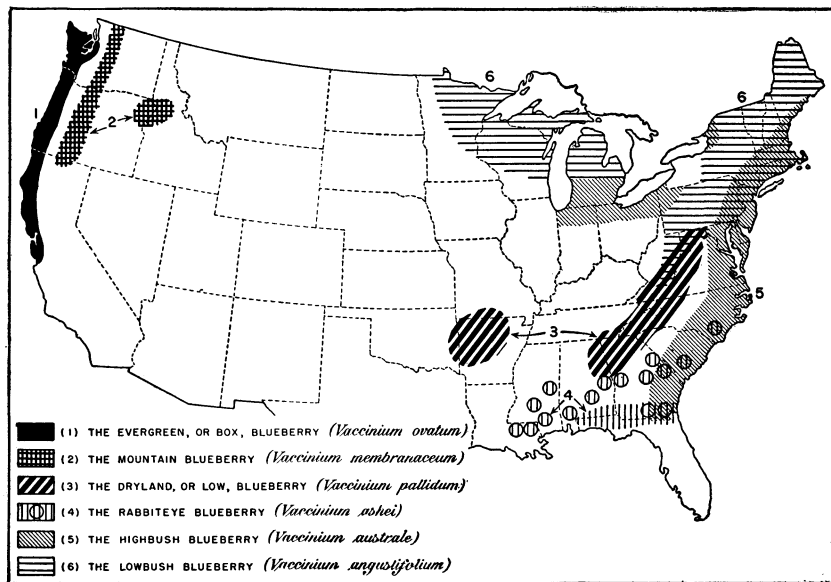 6
6
1
2
5
2
3
4
(1) THE EVERGREEN, OR BOX, BLUEBERRY (Vaccinium ovatum)
(2) THE MOUNTAIN BLUEBERRY (Vaccinium membranaceum)
(3) THE DRYLAND, OR LOW, BLUEBERRY (Vaccinium pallidum)
(4) THE RABBITEYE BLUEBERRY (Vaccinium ashei)
(5) THE HIGHBUSH BLUEBERRY (Vaccinium australe)
(6) THE LOWBUSH BLUEBERRY (Vaccinium angustifolium)